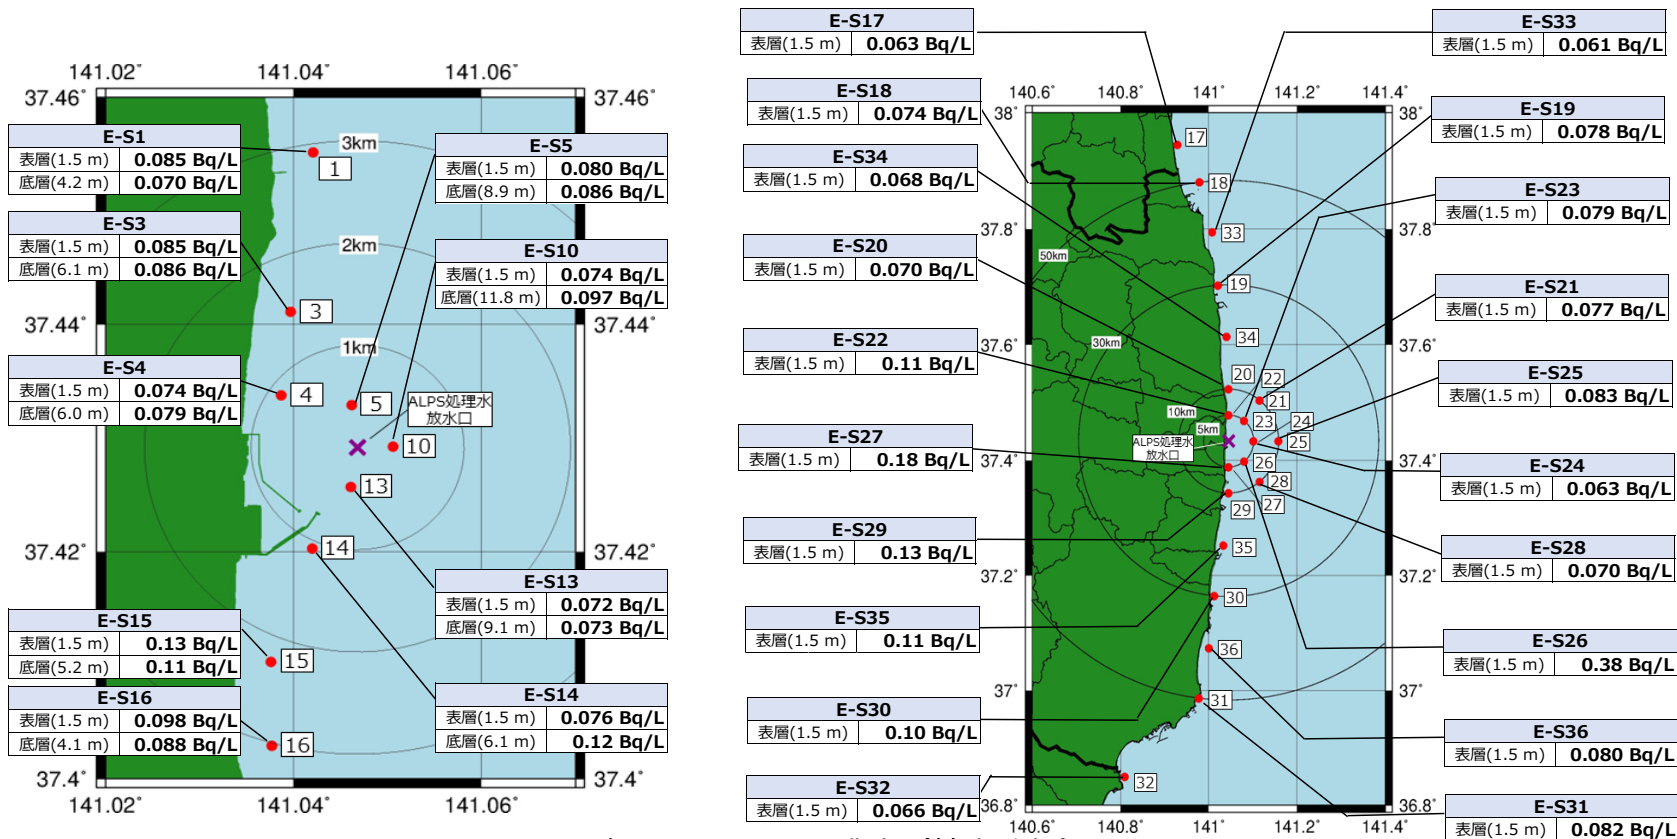 141.02° 141.04° 141.06°
37.46° 37.46°
E-S1
表層(1.5 m) 0.085 Bq/L
底層(4.2 m) 0.070 Bq/L
E-S3
表層(1.5 m) 0.085 Bq/L
底層(6.1 m) 0.086 Bq/L
E-S4
表層(1.5 m) 0.074 Bq/L
底層(6.0 m) 0.079 Bq/L
E-S15
表層(1.5 m) 0.13 Bq/L
底層(5.2 m) 0.11 Bq/L
E-S16
表層(1.5 m) 0.098 Bq/L
底層(4.1 m) 0.088 Bq/L
3km
1
2km
3
1km
4
5
ALPS処理水
放水口
10
13
14
15
16
E-S5
表層(1.5 m) 0.080 Bq/L
底層(8.9 m) 0.086 Bq/L
E-S10
表層(1.5 m) 0.074 Bq/L
底層(11.8 m) 0.097 Bq/L
37.44° 37.44°
37.42° 37.42°
E-S13
表層(1.5 m) 0.072 Bq/L
底層(9.1 m) 0.073 Bq/L
E-S14
表層(1.5 m) 0.076 Bq/L
底層(6.1 m) 0.12 Bq/L
37.4° 37.4°
141.02° 141.04° 141.06°
E-S17
表層(1.5 m) 0.063 Bq/L
E-S18
表層(1.5 m) 0.074 Bq/L
E-S34
表層(1.5 m) 0.068 Bq/L
E-S20
表層(1.5 m) 0.070 Bq/L
E-S22
表層(1.5 m) 0.11 Bq/L
E-S27
表層(1.5 m) 0.18 Bq/L
E-S29
表層(1.5 m) 0.13 Bq/L
E-S35
表層(1.5 m) 0.11 Bq/L
E-S30
表層(1.5 m) 0.10 Bq/L
E-S32
表層(1.5 m) 0.066 Bq/L
140.6° 140.8° 141° 141.2° 141.4°
38° 38°
17
18
37.8° 37.8°
33
50km
19
37.6° 37.6°
30km
34
20
22
21
10km
23
24
5km
25
ALPS処理水
放水口
37.4° 37.4°
26
28
27
29
35
37.2° 37.2°
30
36
37° 37°
31
32
36.8° 36.8°
140.6° 140.8° 141° 141.2° 141.4°
E-S33
表層(1.5 m) 0.061 Bq/L
E-S19
表層(1.5 m) 0.078 Bq/L
E-S23
表層(1.5 m) 0.079 Bq/L
E-S21
表層(1.5 m) 0.077 Bq/L
E-S25
表層(1.5 m) 0.083 Bq/L
E-S24
表層(1.5 m) 0.063 Bq/L
E-S28
表層(1.5 m) 0.070 Bq/L
E-S26
表層(1.5 m) 0.38 Bq/L
E-S36
表層(1.5 m) 0.080 Bq/L
E-S31
表層(1.5 m) 0.082 Bq/L